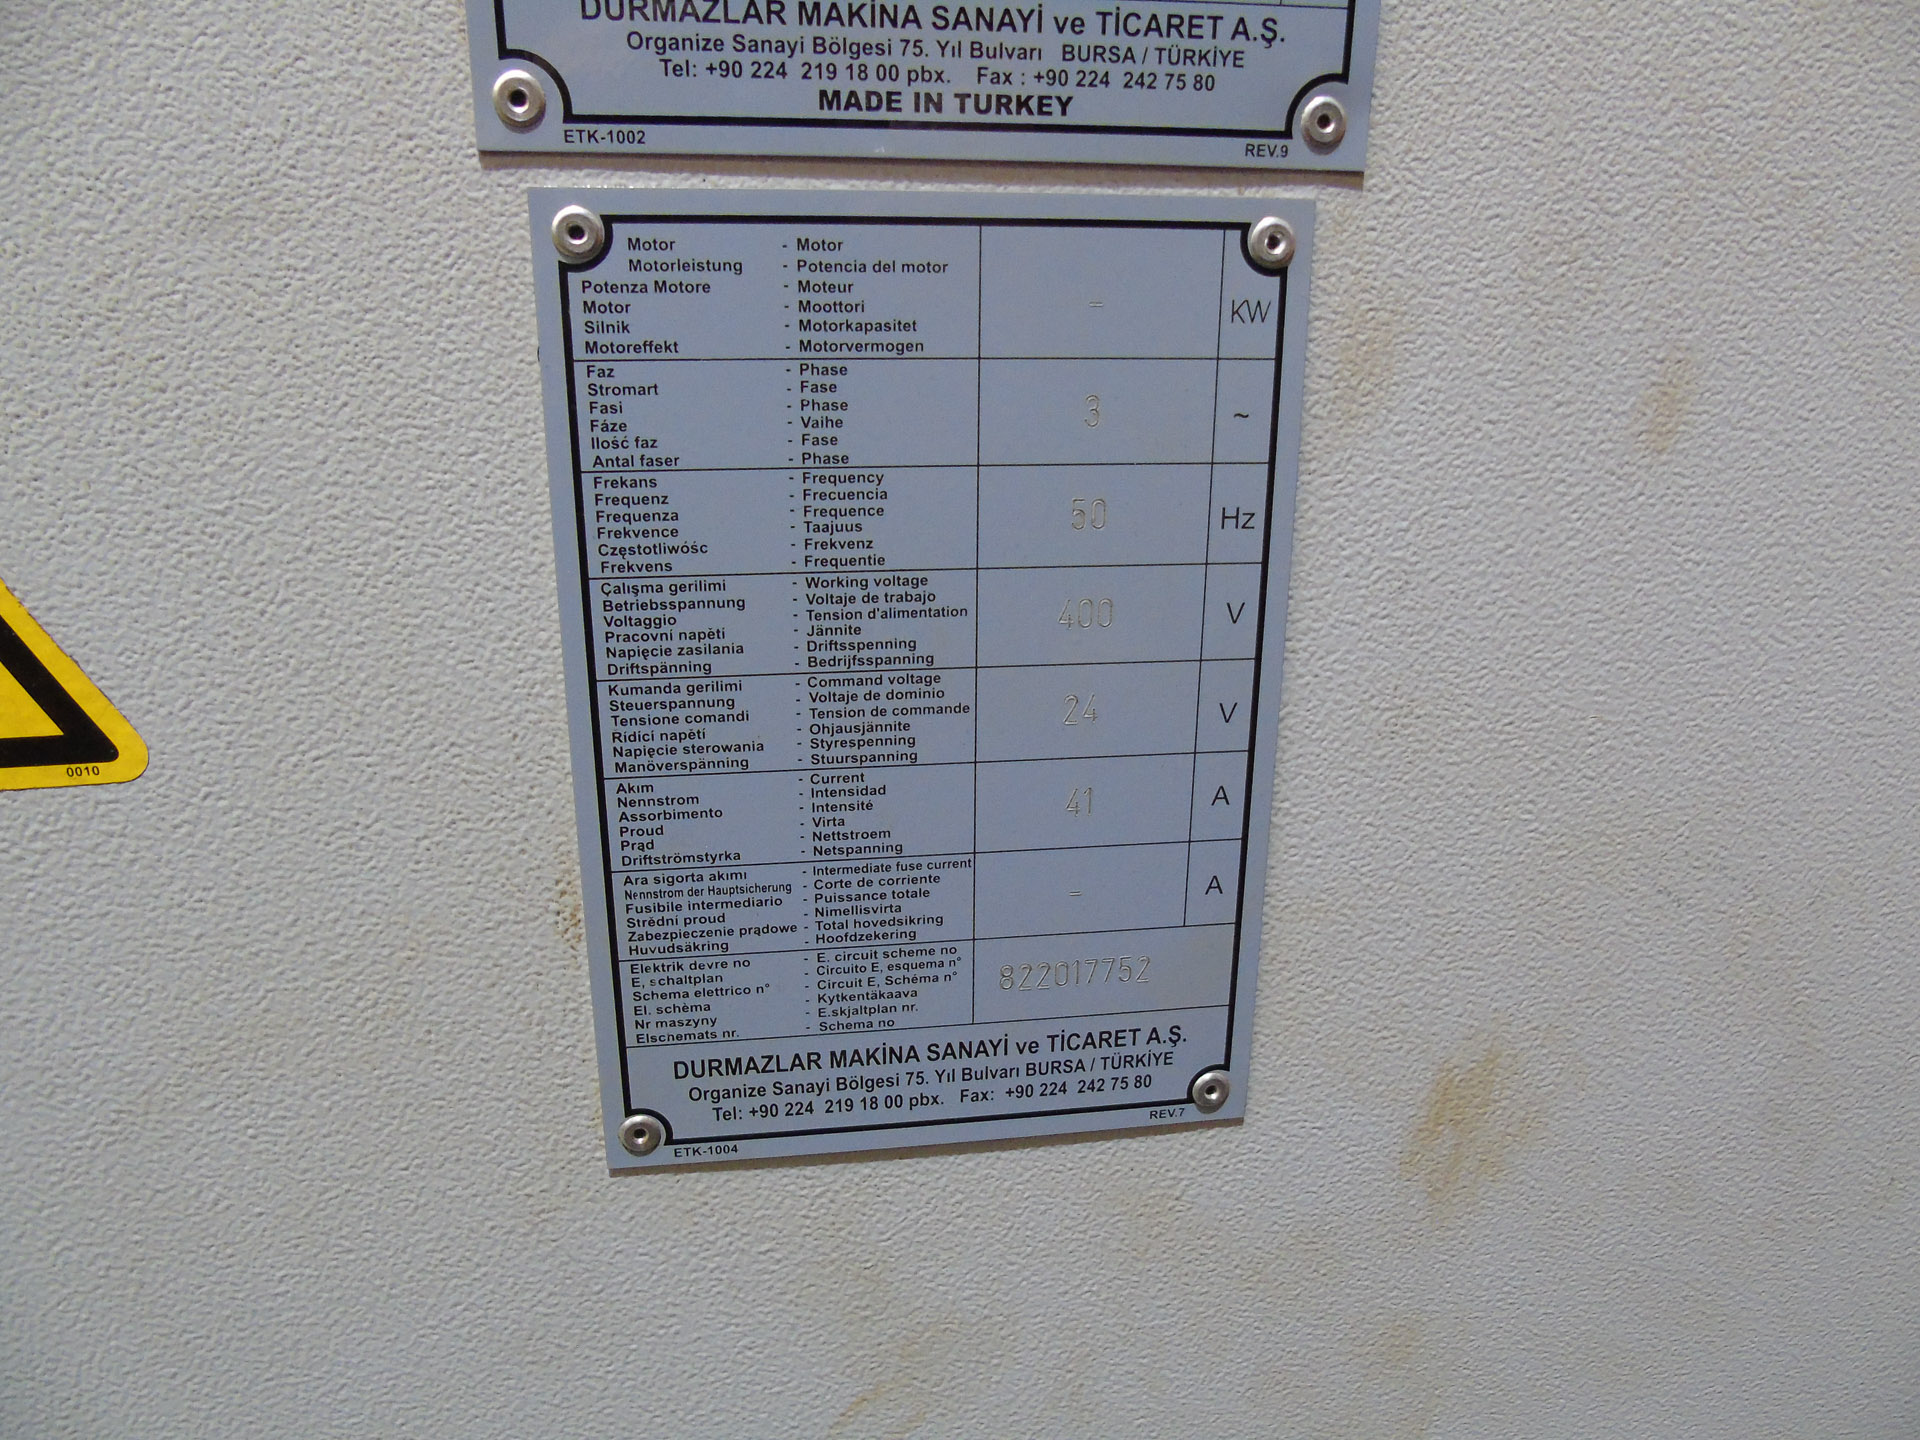 DURMAZLAR MAKİNA SANAYİ ve TİCARET A.Ş.
Organize Sanayi Bölgesi 75. Yıl Bulvarı BURSA / TÜRKİYE
Tel: +90 224 219 18 00 pbx. Fax : +90 224 242 75 80
MADE IN TURKEY
ETK-1002 REV.9
Motor - Motor
Motorleistung - Potencia del motor
Potenza Motore - Moteur
Motor - Moottori
Silnik - Motorkapasitet
Motoreffekt - Motorvermogen
– KW
Faz - Phase
Stromart - Fase
Fasi - Phase
Fáze - Vaihe
Ilość faz - Fase
Antal faser - Phase
3 ~
Frekans - Frequency
Frequenz - Frecuencia
Frequenza - Frequence
Frekvence - Taajuus
Częstotliwóśc - Frekvenz
Frekvens - Frequentie
50 Hz
Çalışma gerilimi - Working voltage
Betriebsspannung - Voltaje de trabajo
Voltaggio - Tension d'alimentation
Pracovní napětí - Jännite
Napięcie zasilania - Driftsspenning
Driftspänning - Bedrijfsspanning
400 V
Kumanda gerilimi - Command voltage
Steuerspannung - Voltaje de dominio
Tensione comandi - Tension de commande
Rídící napětí - Ohjausjännite
Napięcie sterowania - Styrespenning
Manöverspänning - Stuurspanning
24 V
Akım - Current
Nennstrom - Intensidad
Assorbimento - Intensité
Proud - Virta
Prąd - Nettstroem
Driftströmstyrka - Netspanning
41 A
Ara sigorta akımı - Intermediate fuse current
Nennstrom der Hauptsicherung - Corte de corriente
Fusibile intermediario - Puissance totale
Strědní proud - Nimellisvirta
Zabezpieczenie prądowe - Total hovedsikring
Huvudsäkring - Hoofdzekering
– A
Elektrik devre no - E. circuit scheme no
E, schaltplan - Circuito E, esquema n°
Schema elettrico n° - Circuit E, Schéma n°
El. schèma - Kytkentäkaava
Nr maszyny - E.skjaltplan nr.
Elschemats nr. - Schema no
822017752
DURMAZLAR MAKİNA SANAYİ ve TİCARET A.Ş.
Organize Sanayi Bölgesi 75. Yıl Bulvarı BURSA / TÜRKİYE
Tel: +90 224 219 18 00 pbx. Fax: +90 224 242 75 80
ETK-1004 REV.7
0010